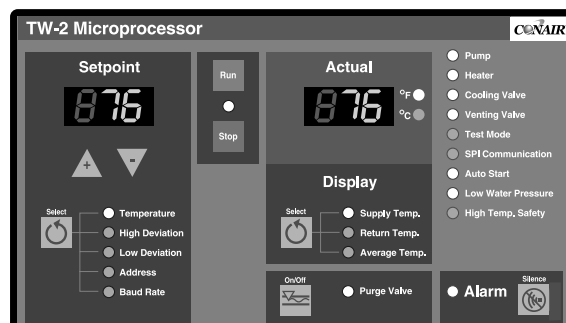 TW-2 Microprocessor
CONAIR
Setpoint
76
+
-
Select
Temperature
High Deviation
Low Deviation
Address
Baud Rate
Run
Stop
Actual
76
°F
°C
Display
Select
Supply Temp.
Return Temp.
Average Temp.
On/Off
Purge Valve
Pump
Heater
Cooling Valve
Venting Valve
Test Mode
SPI Communication
Auto Start
Low Water Pressure
High Temp. Safety
Alarm
Silence